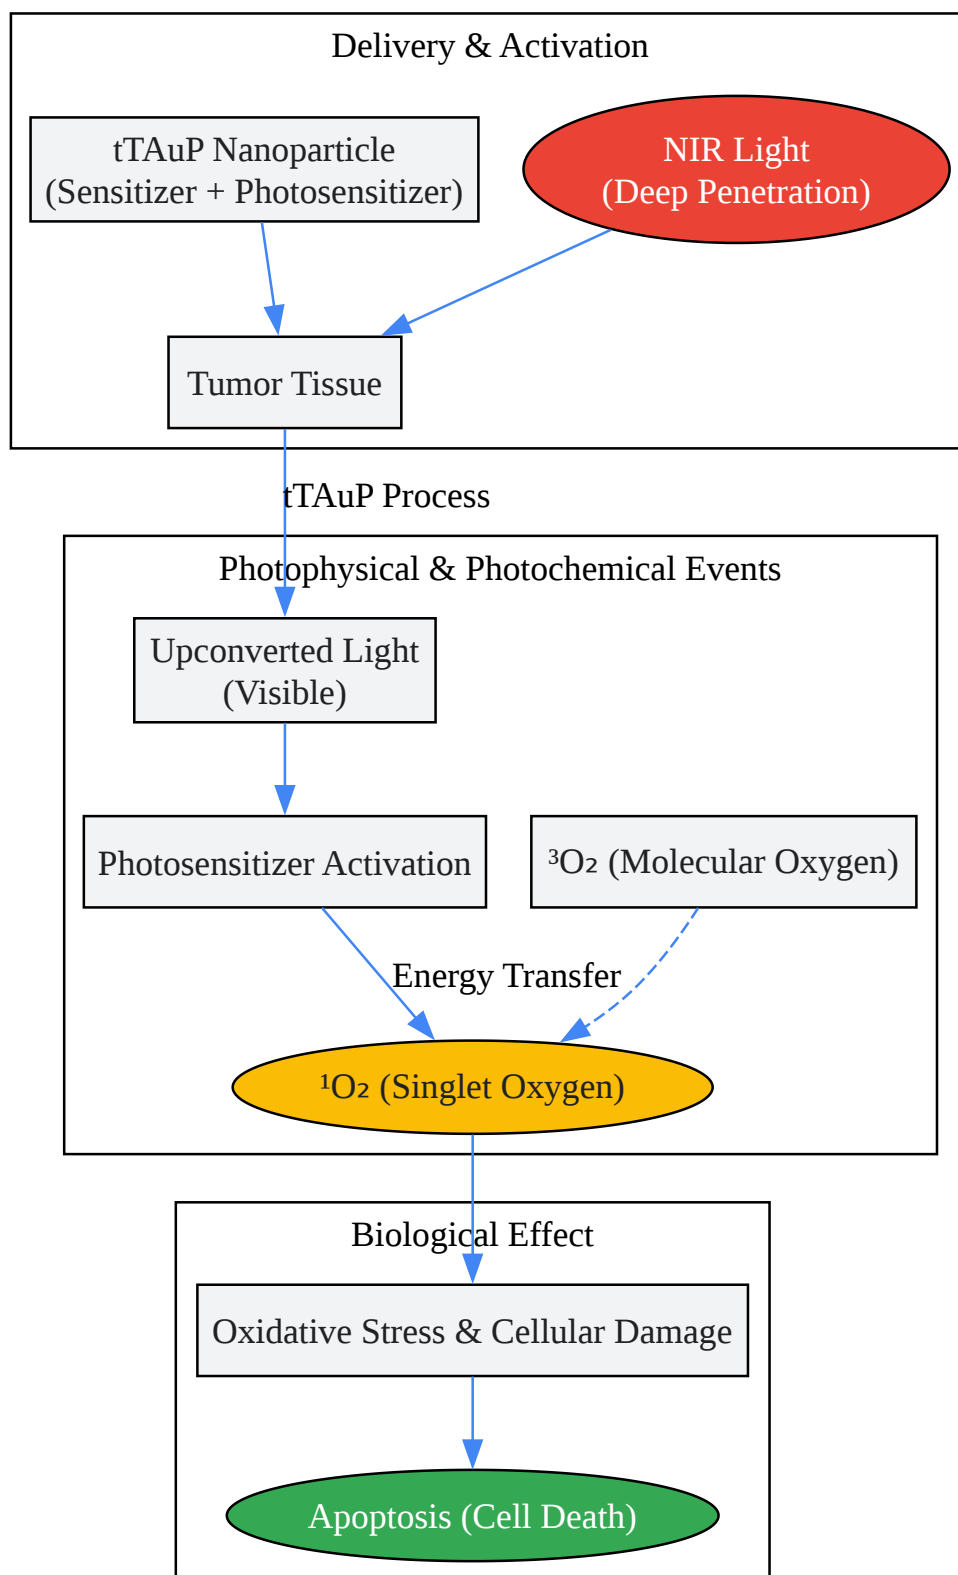 Delivery & Activation
tTAuP Nanoparticle
(Sensitizer + Photosensitizer)
NIR Light
(Deep Penetration)
Tumor Tissue
tTAuP Process
Photophysical & Photochemical Events
Upconverted Light
(Visible)
Photosensitizer Activation
³O₂ (Molecular Oxygen)
Energy Transfer
¹O₂ (Singlet Oxygen)
Biological Effect
Oxidative Stress & Cellular Damage
Apoptosis (Cell Death)